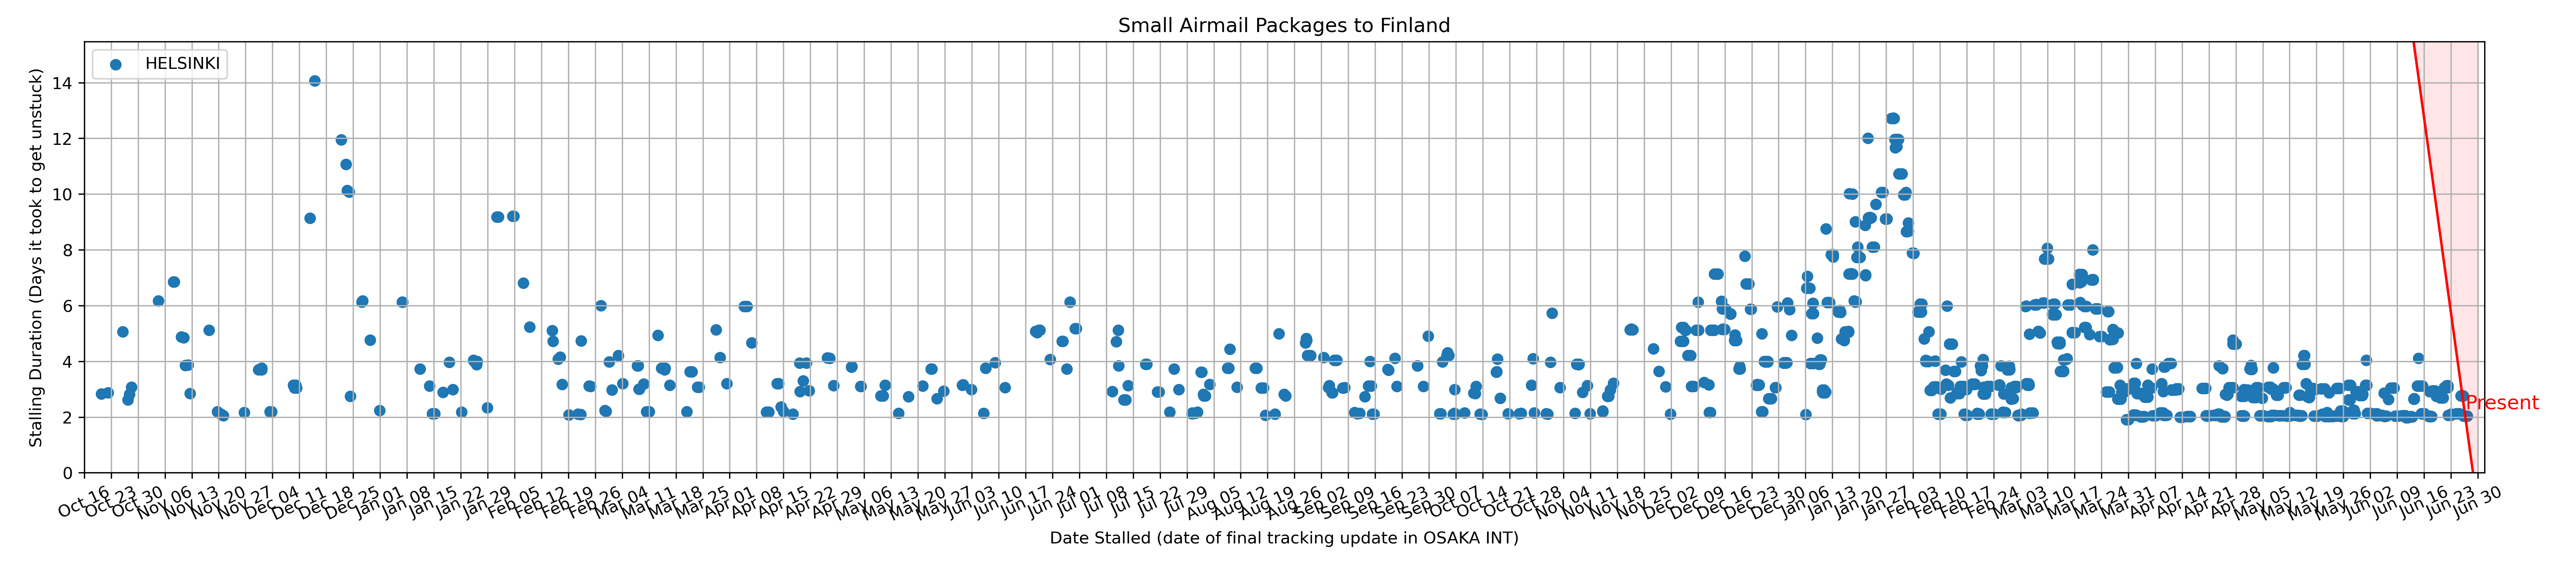 Small Airmail Packages to Finland
HELSINKI
Stalling Duration (Days it took to get unstuck)
14
12
10
8
6
4
2
0
Present
Oct 16
Oct 23
Oct 30
Nov 06
Nov 13
Nov 20
Nov 27
Dec 04
Dec 11
Dec 18
Dec 25
Jan 01
Jan 08
Jan 15
Jan 22
Jan 29
Feb 05
Feb 12
Feb 19
Feb 26
Mar 04
Mar 11
Mar 18
Mar 25
Apr 01
Apr 08
Apr 15
Apr 22
Apr 29
May 06
May 13
May 20
May 27
Jun 03
Jun 10
Jun 17
Jun 24
Jul 01
Jul 08
Jul 15
Jul 22
Jul 29
Aug 05
Aug 12
Aug 19
Aug 26
Sep 02
Sep 09
Sep 16
Sep 23
Sep 30
Oct 07
Oct 14
Oct 21
Oct 28
Nov 04
Nov 11
Nov 18
Nov 25
Dec 02
Dec 09
Dec 16
Dec 23
Dec 30
Jan 06
Jan 13
Jan 20
Jan 27
Feb 03
Feb 10
Feb 17
Feb 24
Mar 03
Mar 10
Mar 17
Mar 24
Mar 31
Apr 07
Apr 14
Apr 21
Apr 28
May 05
May 12
May 19
May 26
Jun 02
Jun 09
Jun 16
Jun 23
Jun 30
Date Stalled (date of final tracking update in OSAKA INT)